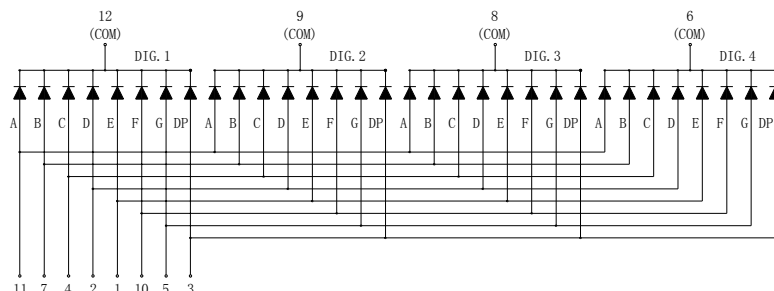 12 9 8 6
(COM) (COM) (COM) (COM)
DIG.1 DIG.2 DIG.3 DIG.4
A B C D E F G DP A B C D E F G DP A B C D E F G DP A B C D E F G DP
11 7 4 2 1 10 5 3